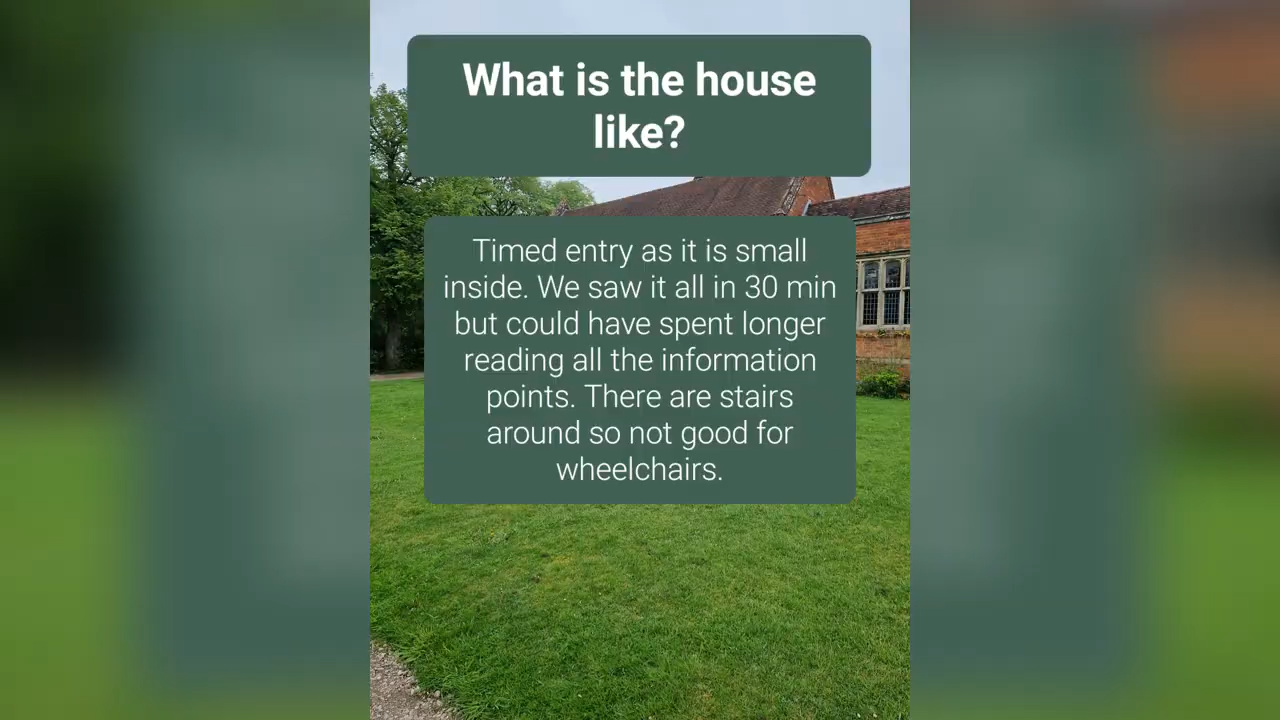 What is the house
like?
Timed entry as it is small
inside. We saw it all in 30 min
but could have spent longer
reading all the information
points. There are stairs
around so not good for
wheelchairs.